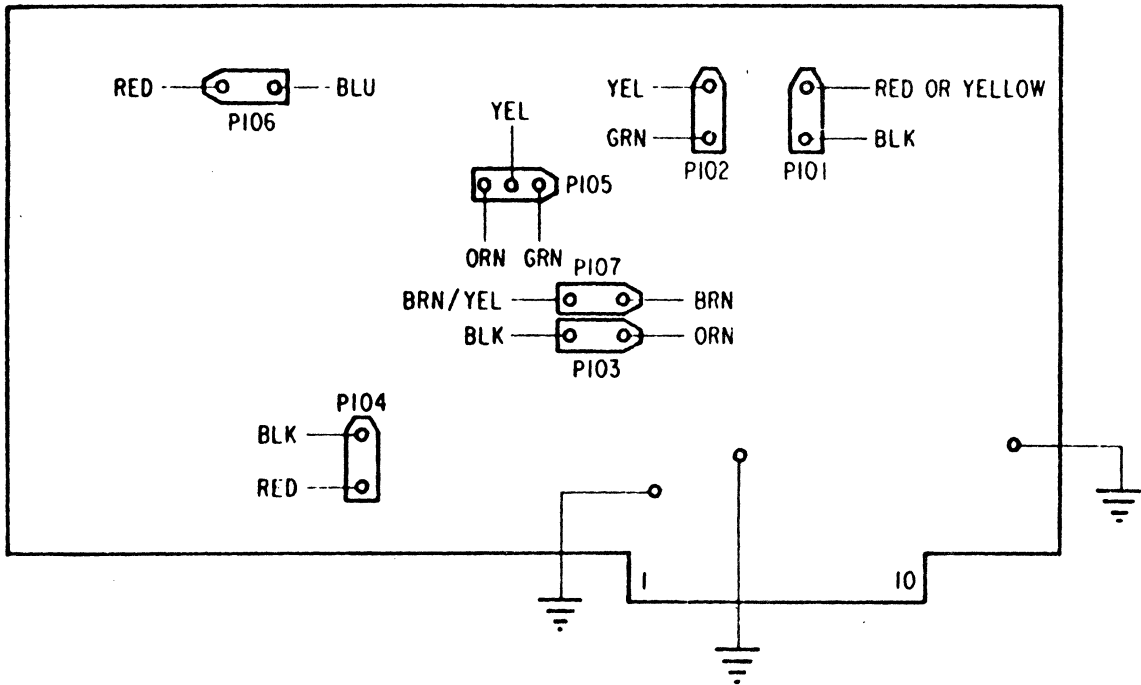 RED
BLU
P106
YEL
P105
ORN GRN
YEL
GRN
P102
RED OR YELLOW
BLK
P101
P107
BRN/YEL
BRN
BLK
ORN
P103
P104
BLK
RED
1
10